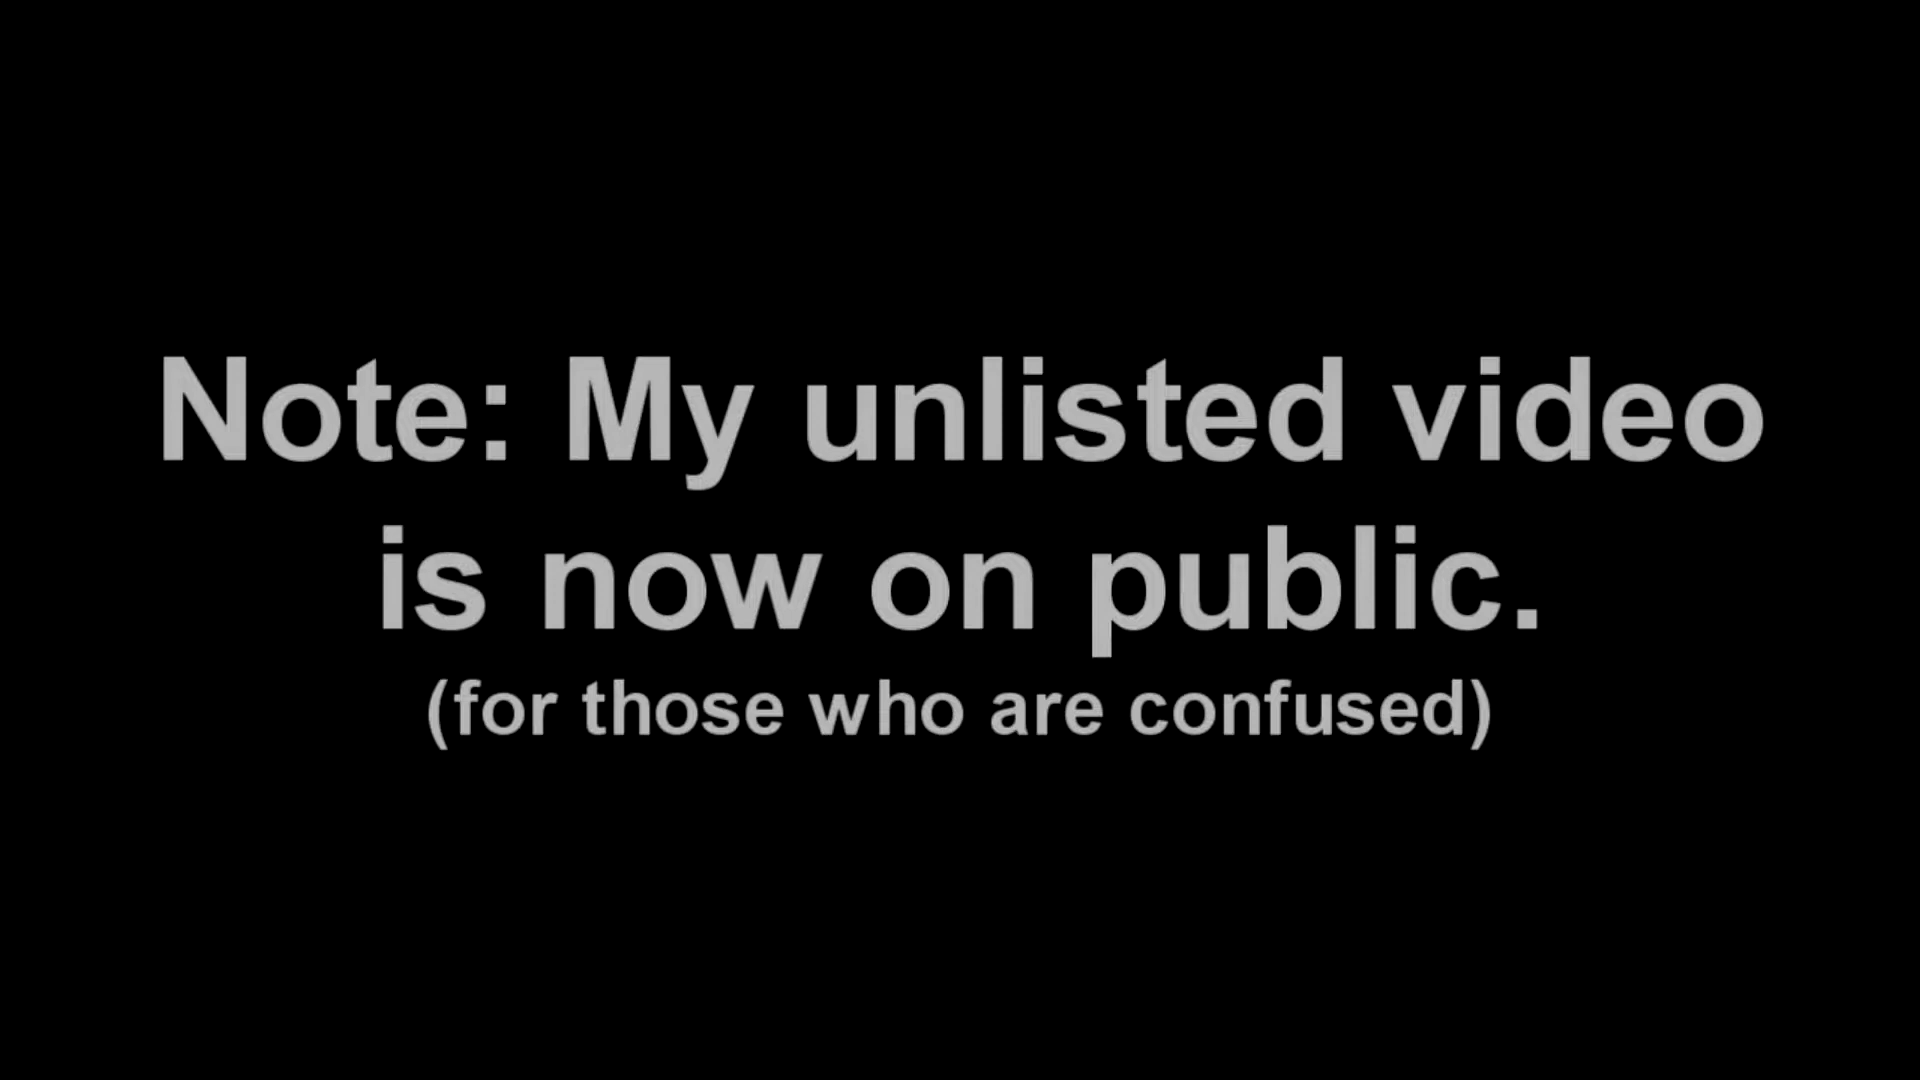 Note: My unlisted video
is now on public.
(for those who are confused)